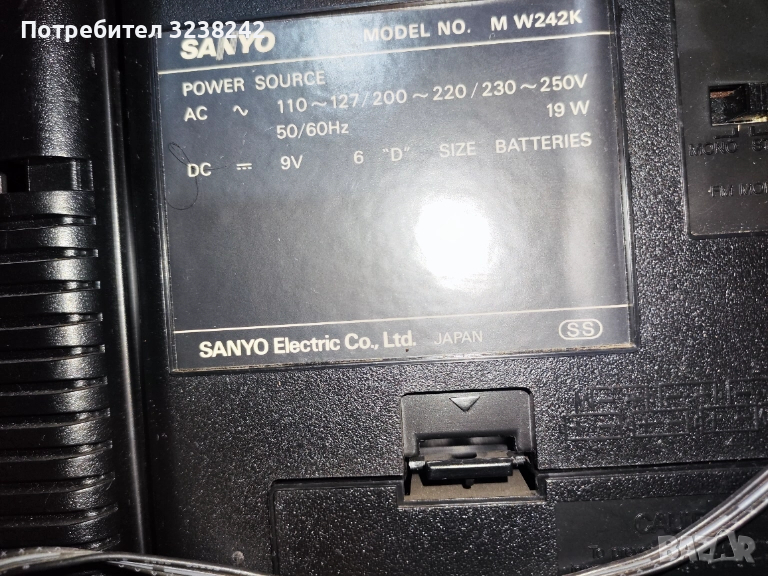 Потребител 3238242
SANYO MODEL NO. M W242K
POWER SOURCE
AC ~ 110~127/200~220/230~250V
50/60Hz 19 W
DC ⎓ 9V 6 "D" SIZE BATTERIES
SANYO Electric Co., Ltd. JAPAN SS
MONO
BAZAR